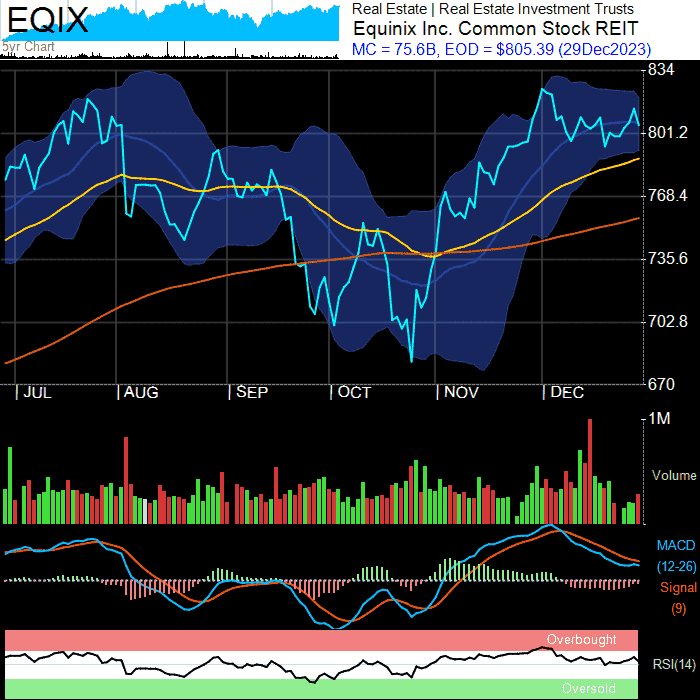 EQIX
5yr Chart
Real Estate | Real Estate Investment Trusts
Equinix Inc. Common Stock REIT
MC = 75.6B, EOD = $805.39 (29Dec2023)
834
801.2
768.4
735.6
702.8
670
| JUL | AUG | SEP | OCT | NOV | DEC
1M
Volume
MACD
(12-26)
Signal
(9)
Overbought
RSI(14)
Oversold